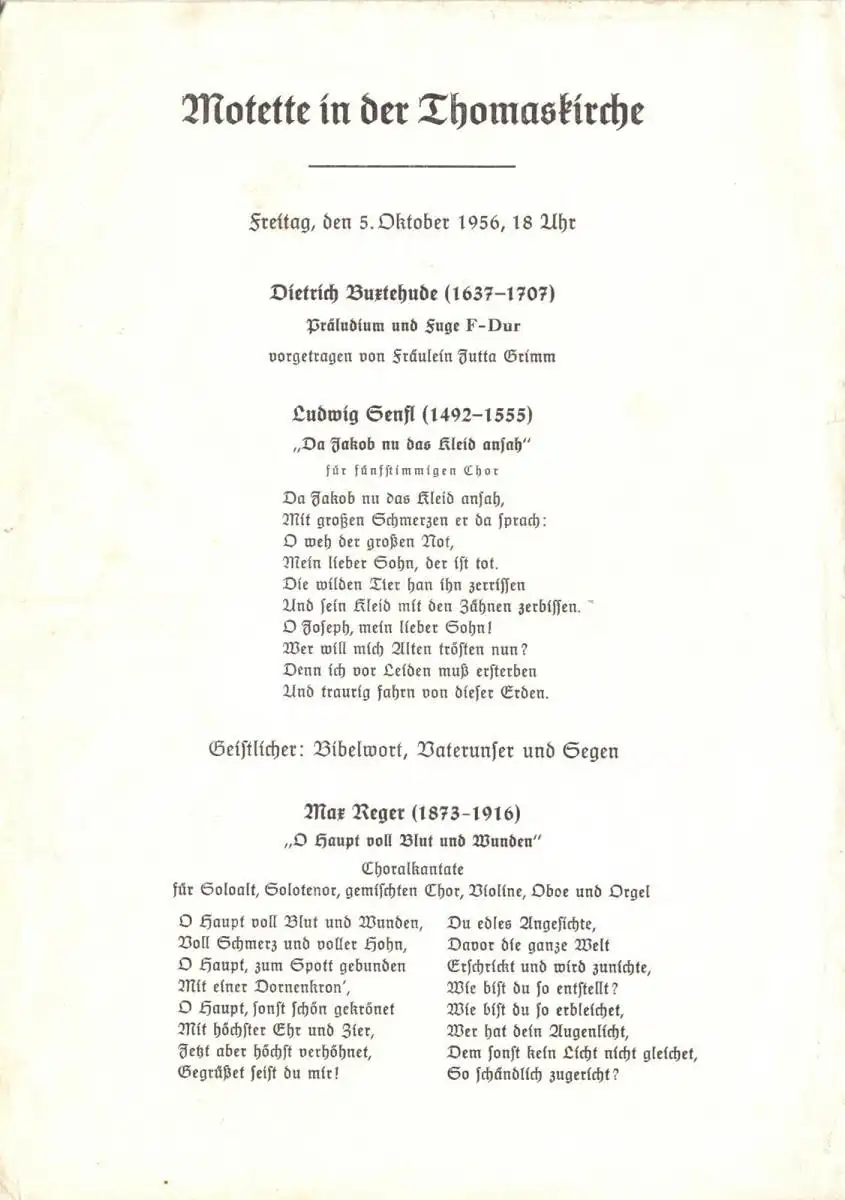 Motette in der Thomaskirche
Freitag, den 5. Oktober 1956, 18 Uhr
Dietrich Buxtehude (1637–1707)
Präludium und Fuge F-Dur
vorgetragen von Fräulein Jutta Grimm
Ludwig Senfl (1492–1555)
„Da Jakob nu das Kleid ansah“
für fünfstimmigen Chor
Da Jakob nu das Kleid ansah,
Mit großen Schmerzen er da sprach:
O weh der großen Not,
Mein lieber Sohn, der ist tot.
Die wilden Tier han ihn zerrissen
Und sein Kleid mit den Zähnen zerbissen.
O Joseph, mein lieber Sohn!
Wer will mich Alten trösten nun?
Denn ich vor Leiden muß ersterben
Und traurig fahrn von dieser Erden.
Geistlicher: Bibelwort, Vaterunser und Segen
Max Reger (1873–1916)
„O Haupt voll Blut und Wunden“
Choralkantate
für Soloalt, Solotenor, gemischten Chor, Violine, Oboe und Orgel
O Haupt voll Blut und Wunden,
Voll Schmerz und voller Hohn,
O Haupt, zum Spott gebunden
Mit einer Dornenkron',
O Haupt, sonst schön gekrönet
Mit höchster Ehr und Zier,
Jetzt aber höchst verhöhnet,
Gegrüßet seist du mir!
Du edles Angesichte,
Davor die ganze Welt
Erschrickt und wird zunichte,
Wie bist du so entstellt?
Wie bist du so erbleichet,
Wer hat dein Augenlicht,
Dem sonst kein Licht nicht gleichet,
So schändlich zugericht?